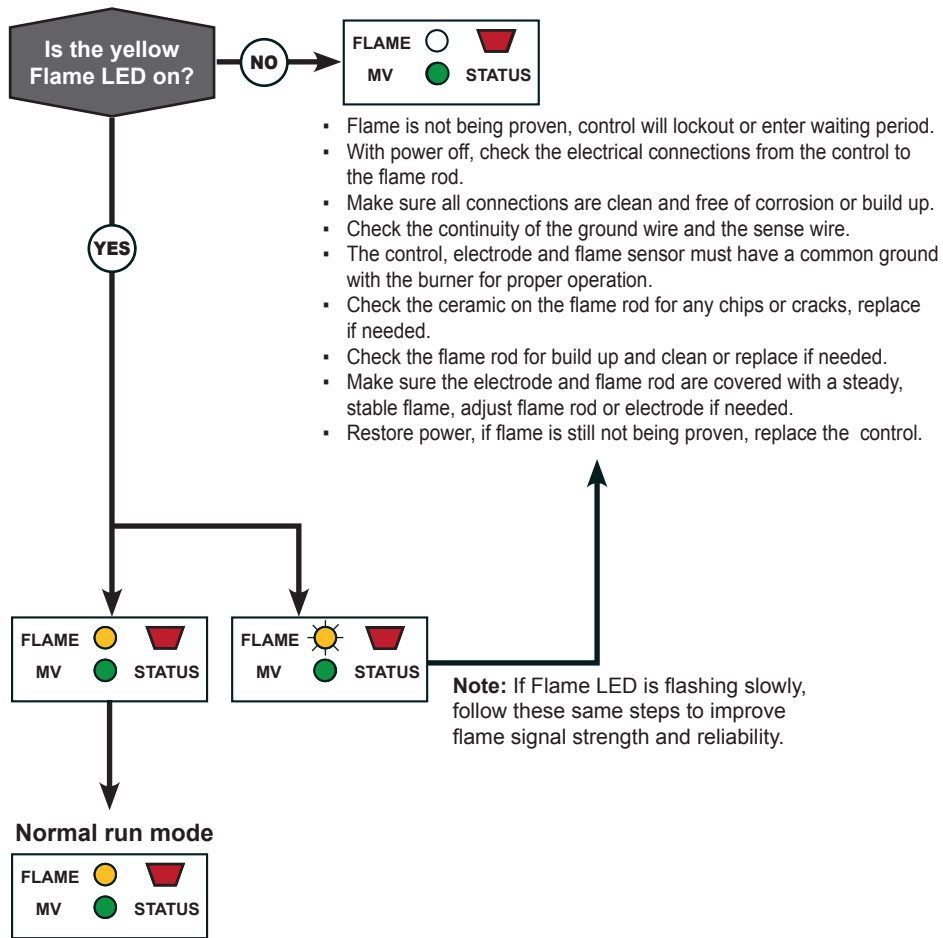 Is the yellow
Flame LED on?
NO
FLAME
MV STATUS
▪ Flame is not being proven, control will lockout or enter waiting period.
▪ With power off, check the electrical connections from the control to
the flame rod.
▪ Make sure all connections are clean and free of corrosion or build up.
▪ Check the continuity of the ground wire and the sense wire.
▪ The control, electrode and flame sensor must have a common ground
with the burner for proper operation.
▪ Check the ceramic on the flame rod for any chips or cracks, replace
if needed.
▪ Check the flame rod for build up and clean or replace if needed.
▪ Make sure the electrode and flame rod are covered with a steady,
stable flame, adjust flame rod or electrode if needed.
▪ Restore power, if flame is still not being proven, replace the control.
YES
FLAME
MV STATUS
FLAME
MV STATUS
Note: If Flame LED is flashing slowly,
follow these same steps to improve
flame signal strength and reliability.
Normal run mode
FLAME
MV STATUS